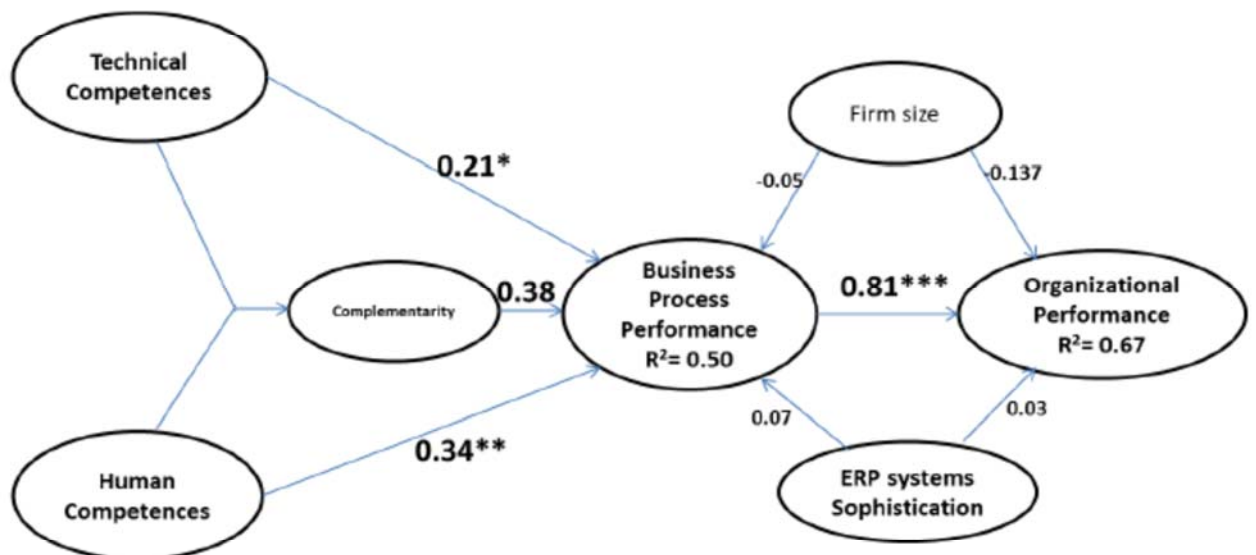 Technical
Competences
0.21*
Firm size
-0.05
-0.137
Complementarity
0.38
Business
Process
Performance
R²= 0.50
0.81***
Organizational
Performance
R²= 0.67
0.07
0.03
0.34**
Human
Competences
ERP systems
Sophistication